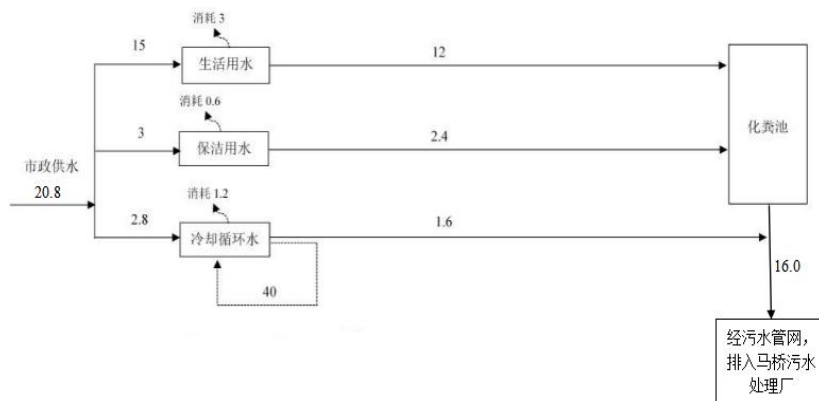 消耗 3
15
生活用水
12
消耗 0.6
3
保洁用水
2.4
化粪池
市政供水
20.8
消耗 1.2
2.8
冷却循环水
1.6
40
16.0
经污水管网，
排入马桥污水
处理厂